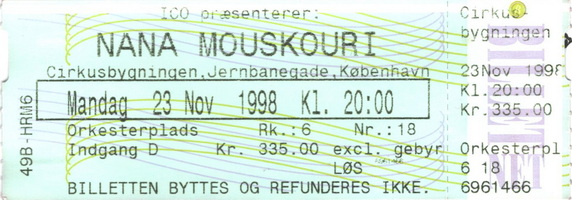 ICO præsenterer:
NANA MOUSKOURI
Cirkusbygningen, Jernbanegade, København
Mandag 23 Nov 1998 Kl. 20:00
Orkesterplads Rk.: 6 Nr.: 18
Indgang D Kr. 335.00 excl. gebyr
LØS
BILLETTEN BYTTES OG REFUNDERES IKKE.
49B-HRM6
Cirkus-
bygningen
23Nov 1998
Kl. 20:00
Kr. 335.00
Orkesterpl
6 18
6961466